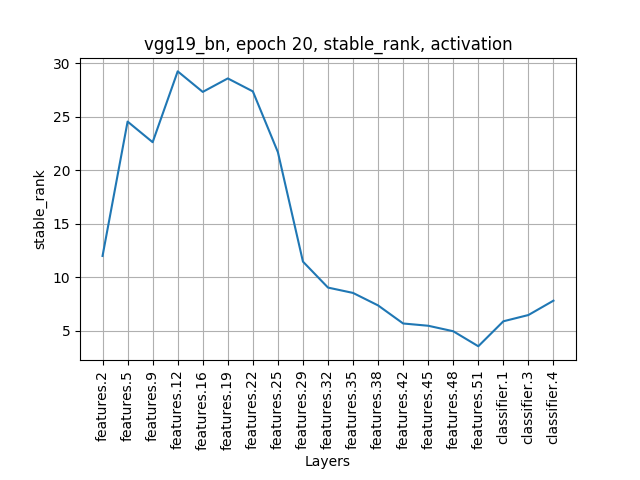 vgg19_bn, epoch 20, stable_rank, activation
30
25
20
15
10
5
stable_rank
features.2
features.5
features.9
features.12
features.16
features.19
features.22
features.25
features.29
features.32
features.35
features.38
features.42
features.45
features.48
features.51
classifier.1
classifier.3
classifier.4
Layers